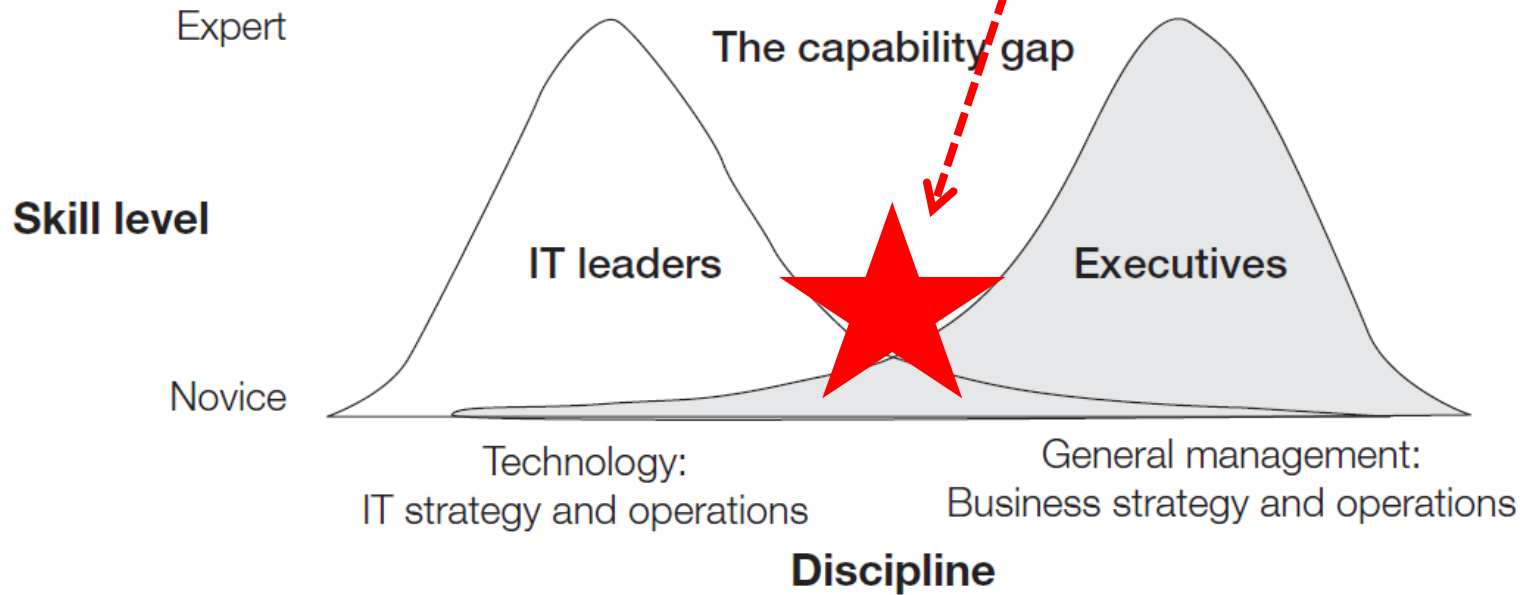 Expert
The capability gap
Skill level
IT leaders
Executives
Novice
Technology:
IT strategy and operations
General management:
Business strategy and operations
Discipline